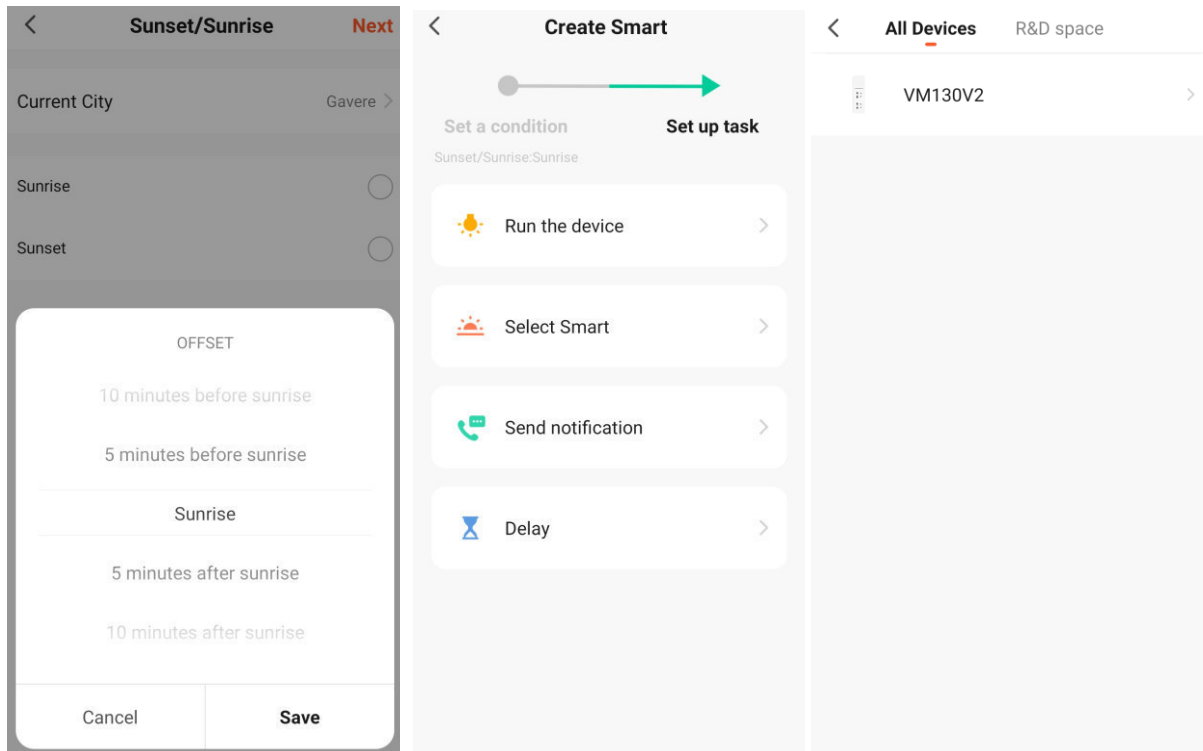 Sunset/Sunrise Next
Current City Gavere
Sunrise
Sunset
OFFSET
10 minutes before sunrise
5 minutes before sunrise
Sunrise
5 minutes after sunrise
10 minutes after sunrise
Cancel Save
Create Smart
Set a condition Set up task
Sunset/Sunrise:Sunrise
Run the device
Select Smart
Send notification
Delay
All Devices R&D space
VM130V2